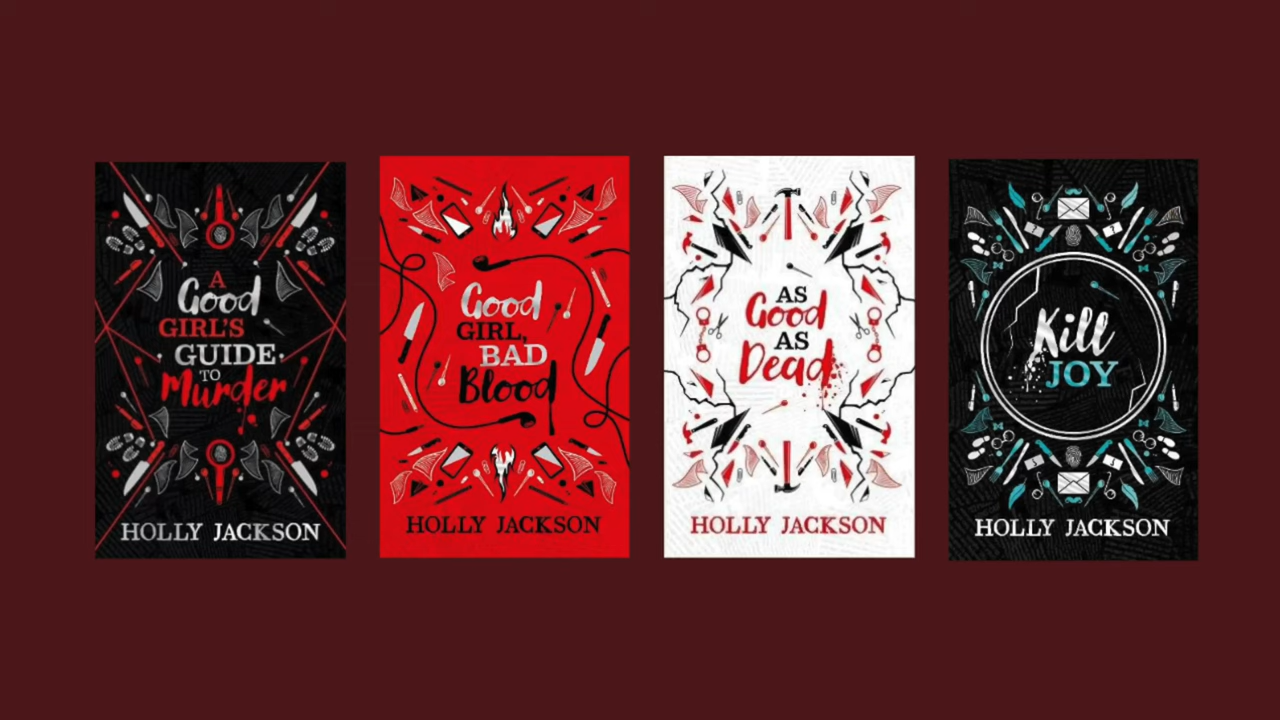 A
Good
GIRL'S
GUIDE
TO
Murder
HOLLY JACKSON
Good
GIRL,
BAD
Blood
HOLLY JACKSON
AS
Good
AS
Dead
HOLLY JACKSON
Kill
JOY
HOLLY JACKSON